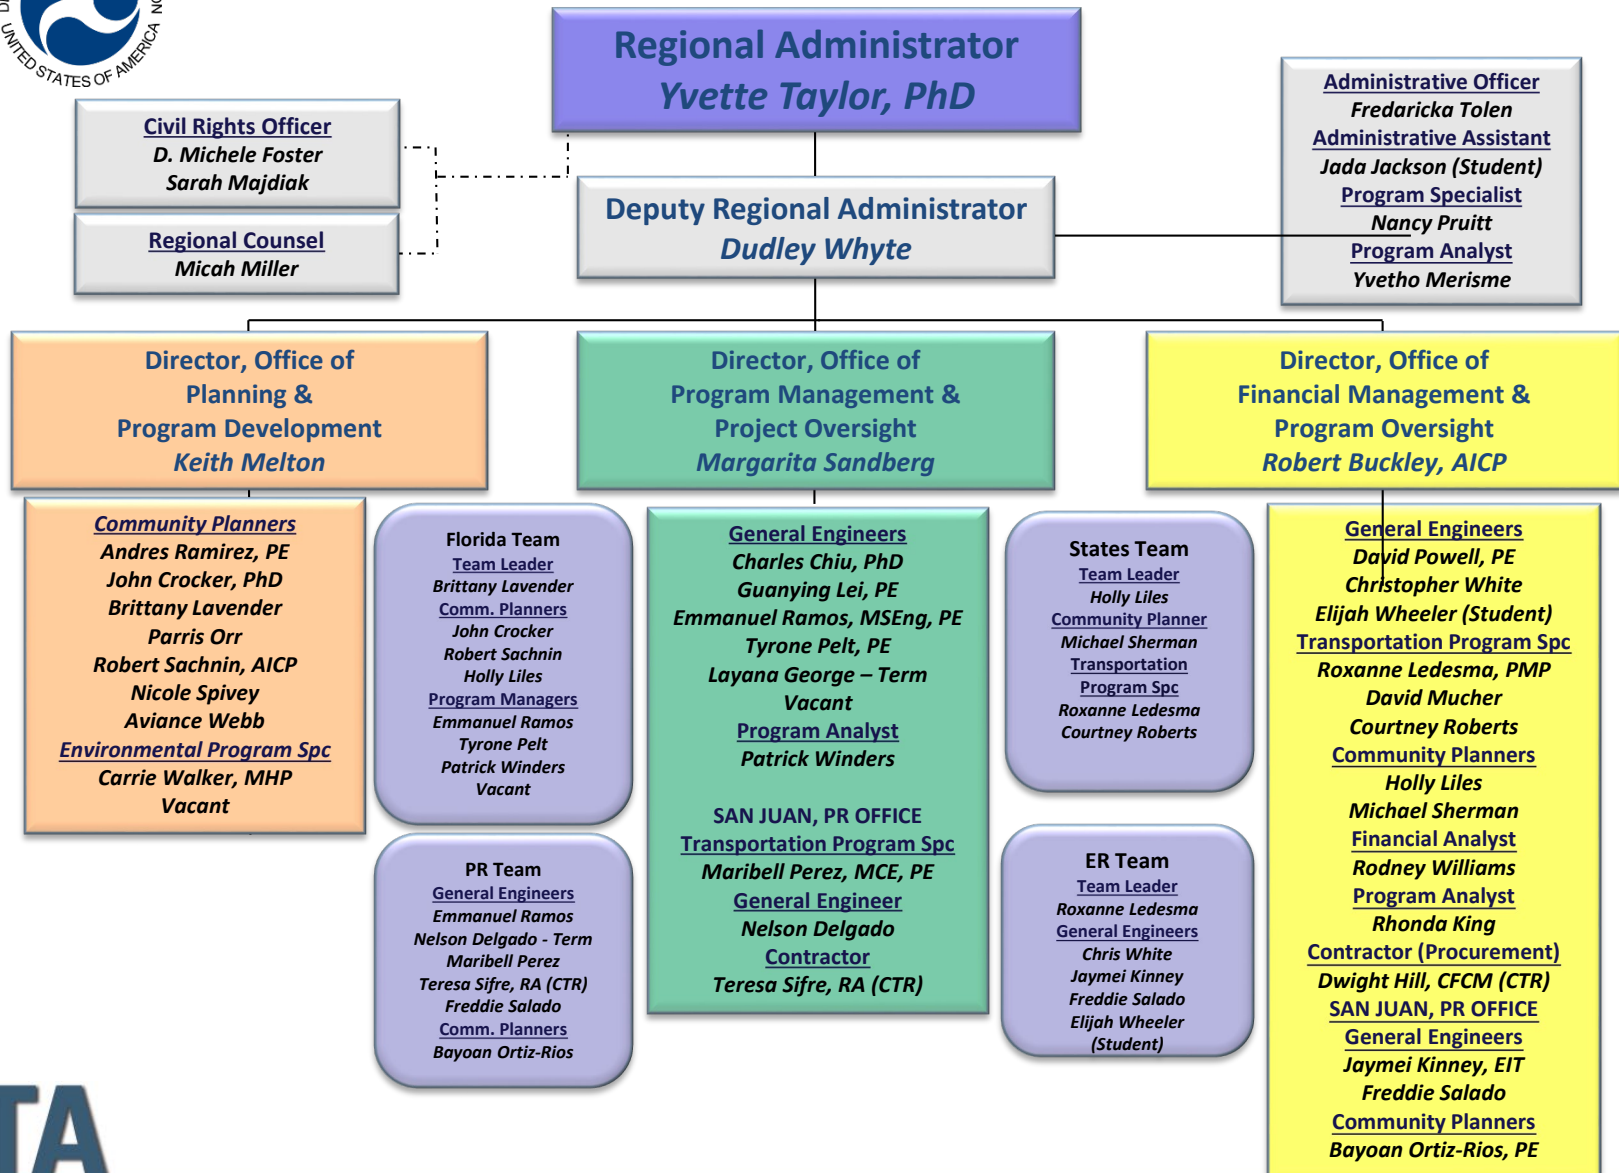 UNITED STATES OF AMERICA
Regional Administrator
Yvette Taylor, PhD
Civil Rights Officer
D. Michele Foster
Sarah Majdiak
Regional Counsel
Micah Miller
Deputy Regional Administrator
Dudley Whyte
Administrative Officer
Fredaricka Tolen
Administrative Assistant
Jada Jackson (Student)
Program Specialist
Nancy Pruitt
Program Analyst
Yvetho Merisme
Director, Office of
Planning &
Program Development
Keith Melton
Director, Office of
Program Management &
Project Oversight
Margarita Sandberg
Director, Office of
Financial Management &
Program Oversight
Robert Buckley, AICP
Community Planners
Andres Ramirez, PE
John Crocker, PhD
Brittany Lavender
Parris Orr
Robert Sachnin, AICP
Nicole Spivey
Aviance Webb
Environmental Program Spc
Carrie Walker, MHP
Vacant
Florida Team
Team Leader
Brittany Lavender
Comm. Planners
John Crocker
Robert Sachnin
Holly Liles
Program Managers
Emmanuel Ramos
Tyrone Pelt
Patrick Winders
Vacant
PR Team
General Engineers
Emmanuel Ramos
Nelson Delgado - Term
Maribell Perez
Teresa Sifre, RA (CTR)
Freddie Salado
Comm. Planners
Bayoan Ortiz-Rios
General Engineers
Charles Chiu, PhD
Guanying Lei, PE
Emmanuel Ramos, MSEng, PE
Tyrone Pelt, PE
Layana George – Term
Vacant
Program Analyst
Patrick Winders
SAN JUAN, PR OFFICE
Transportation Program Spc
Maribell Perez, MCE, PE
General Engineer
Nelson Delgado
Contractor
Teresa Sifre, RA (CTR)
States Team
Team Leader
Holly Liles
Community Planner
Michael Sherman
Transportation
Program Spc
Roxanne Ledesma
Courtney Roberts
ER Team
Team Leader
Roxanne Ledesma
General Engineers
Chris White
Jaymei Kinney
Freddie Salado
Elijah Wheeler
(Student)
General Engineers
David Powell, PE
Christopher White
Elijah Wheeler (Student)
Transportation Program Spc
Roxanne Ledesma, PMP
David Mucher
Courtney Roberts
Community Planners
Holly Liles
Michael Sherman
Financial Analyst
Rodney Williams
Program Analyst
Rhonda King
Contractor (Procurement)
Dwight Hill, CFCM (CTR)
SAN JUAN, PR OFFICE
General Engineers
Jaymei Kinney, EIT
Freddie Salado
Community Planners
Bayoan Ortiz-Rios, PE
TA